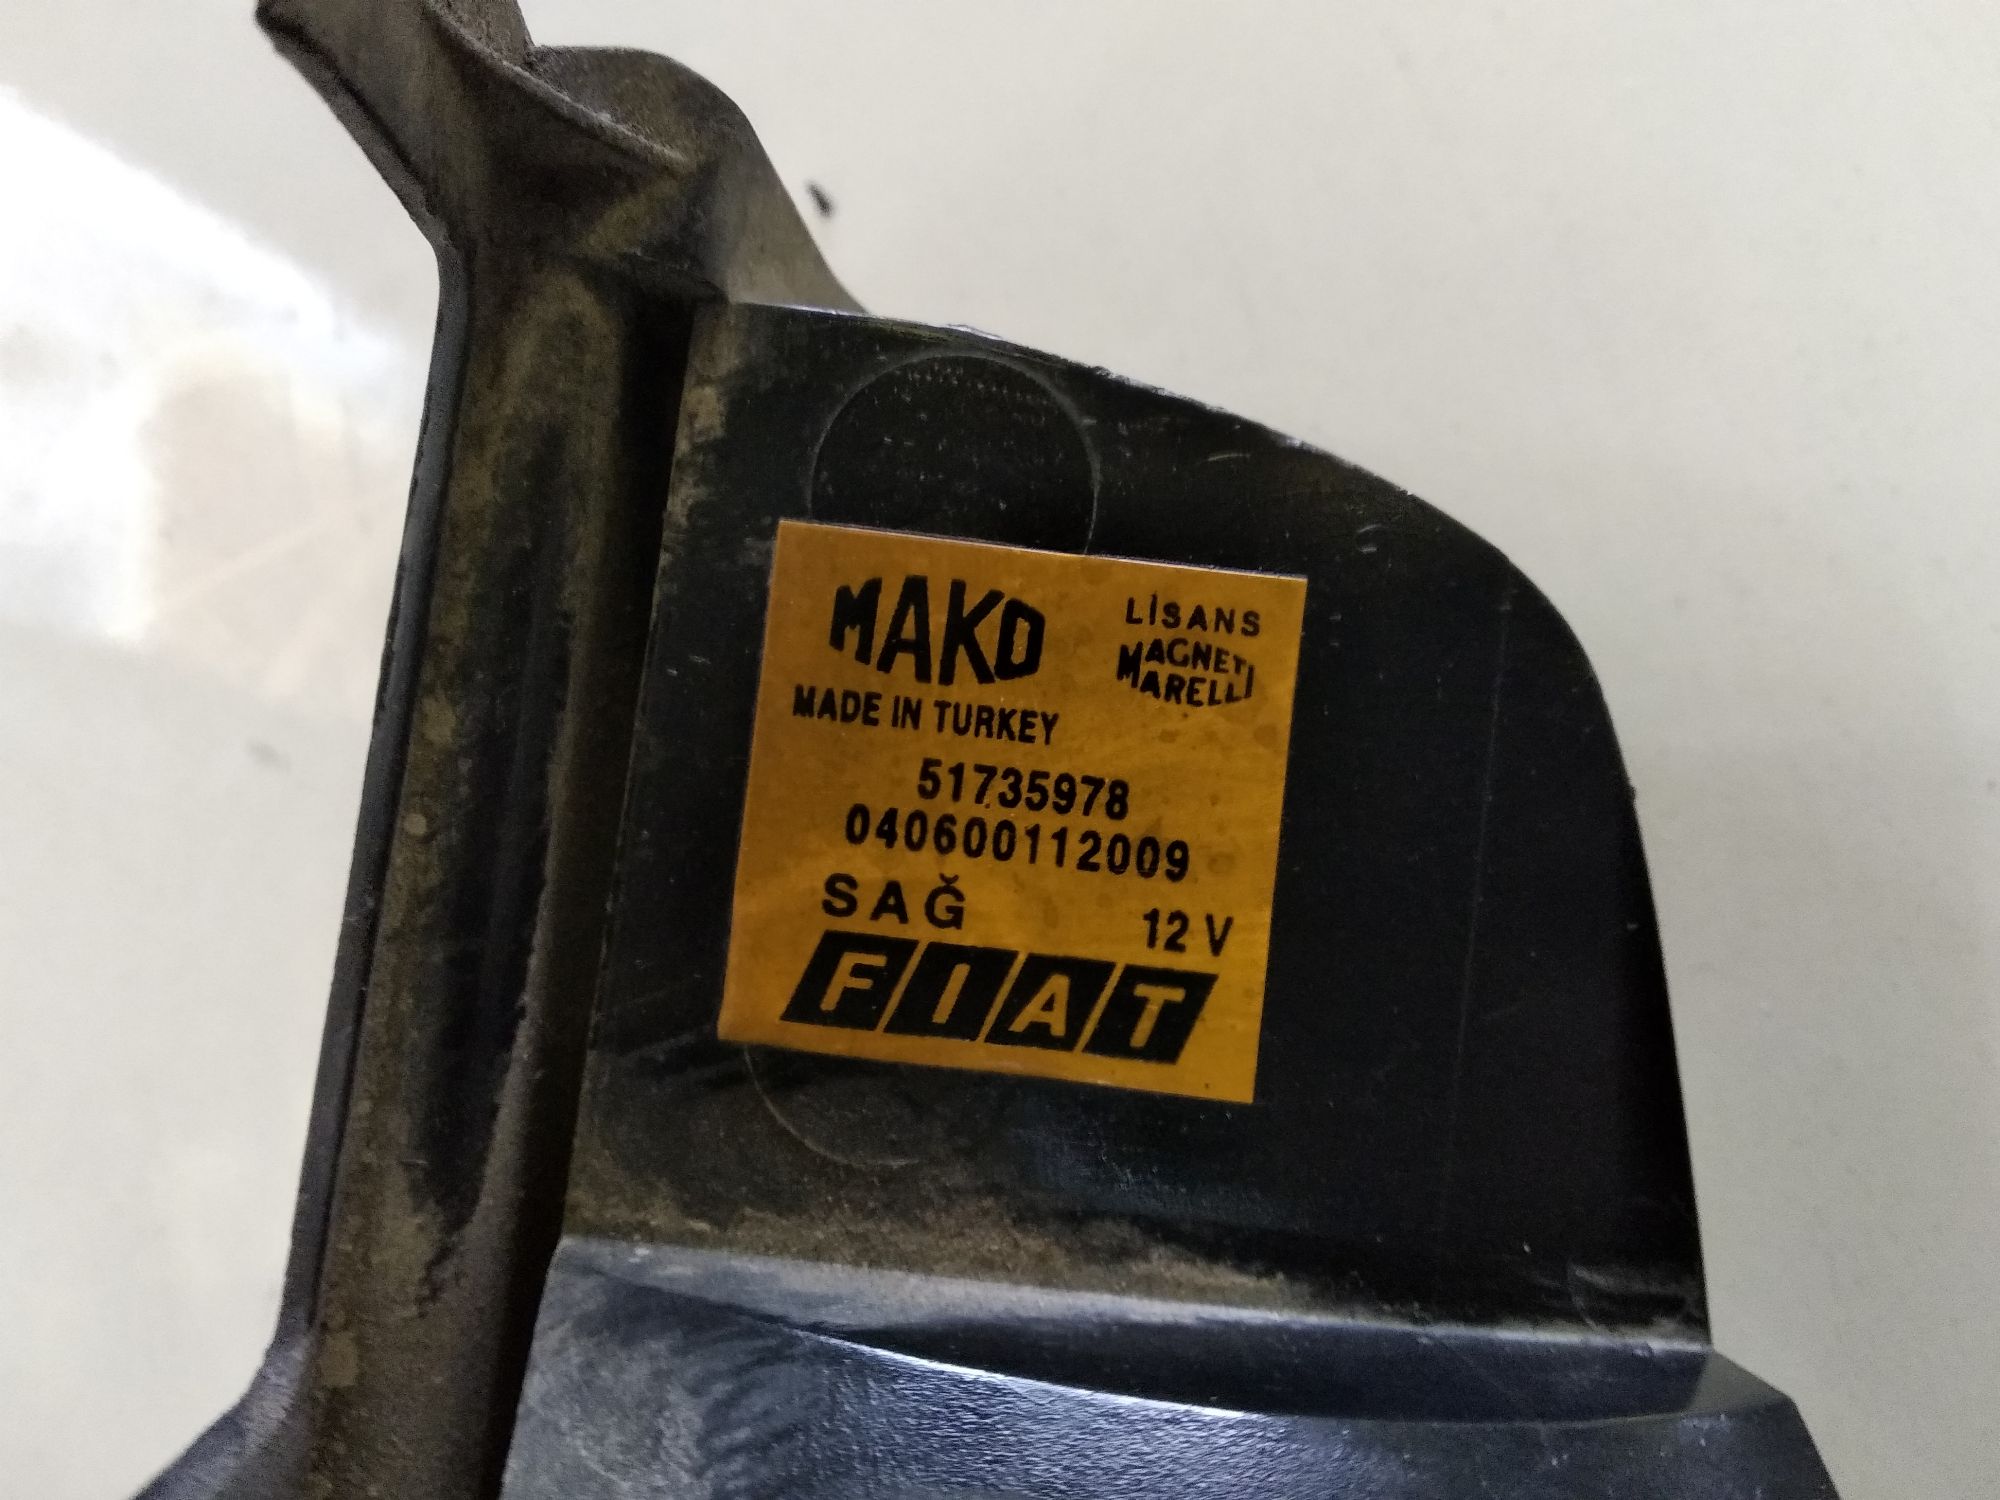 MAKO
LİSANS
MAGNETI
MARELLI
MADE IN TURKEY
51735978
040600112009
SAĞ 12 V
FIAT